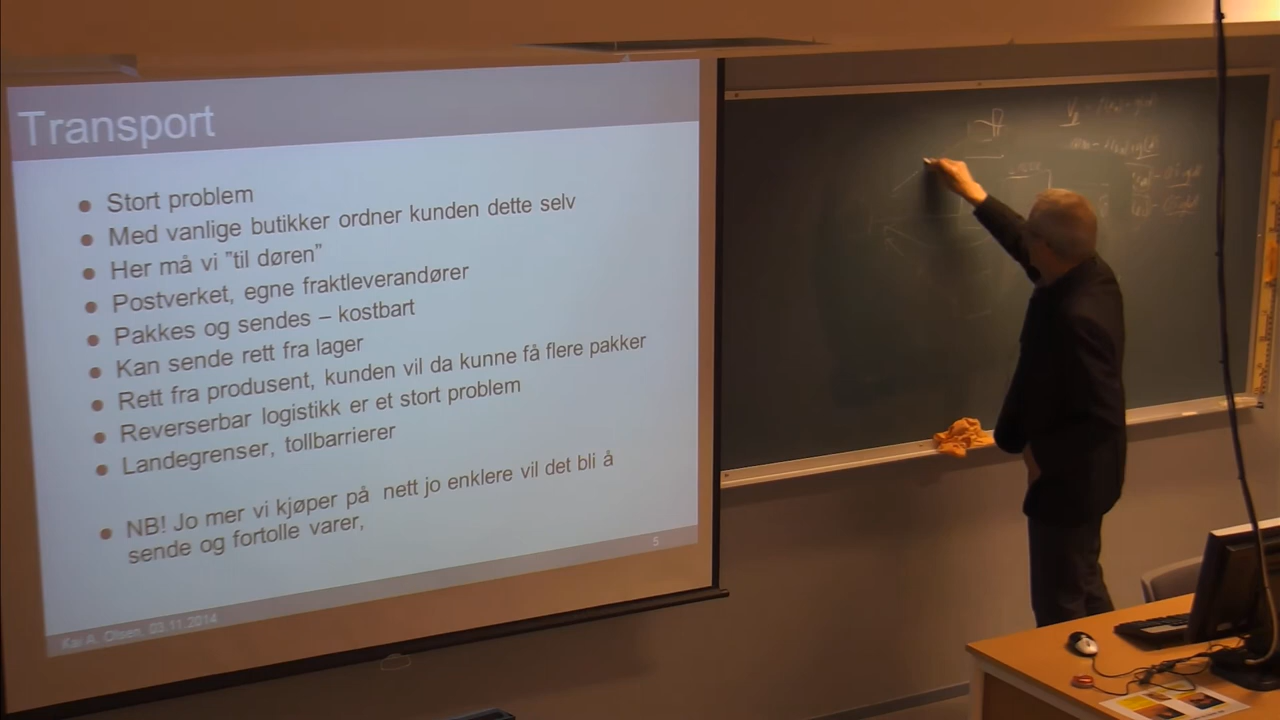 Transport
Stort problem
Med vanlige butikker ordner kunden dette selv
Her må vi ”til døren”
Postverket, egne fraktleverandører
Pakkes og sendes – kostbart
Kan sende rett fra lager
Rett fra produsent, kunden vil da kunne få flere pakker
Reverserbar logistikk er et stort problem
Landegrenser, tollbarrierer
NB! Jo mer vi kjøper på nett jo enklere vil det bli å
sende og fortolle varer,
5
Kai A. Olsen, 03.11.2014